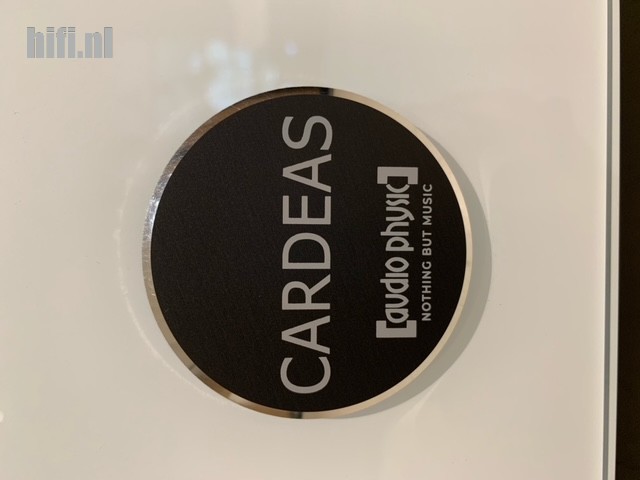 hifi.nl
CARDEAS
[audio physic]
NOTHING BUT MUSIC